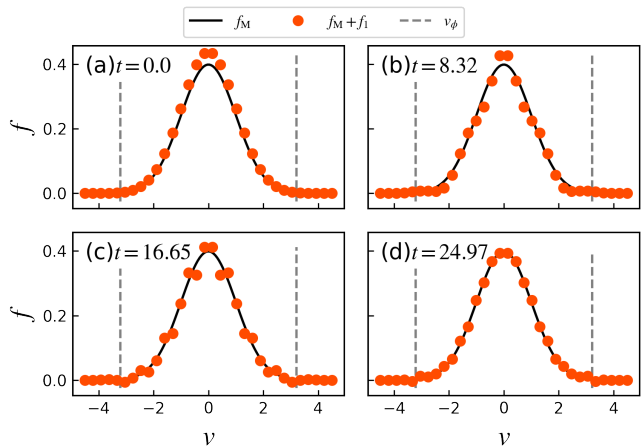 f_M f_M + f_1 v_ϕ
(a) t = 0.0 (b) t = 8.32
0.4
0.2
0.0
f
(c) t = 16.65 (d) t = 24.97
0.4
0.2
0.0
f
−4 −2 0 2 4 −4 −2 0 2 4
v v